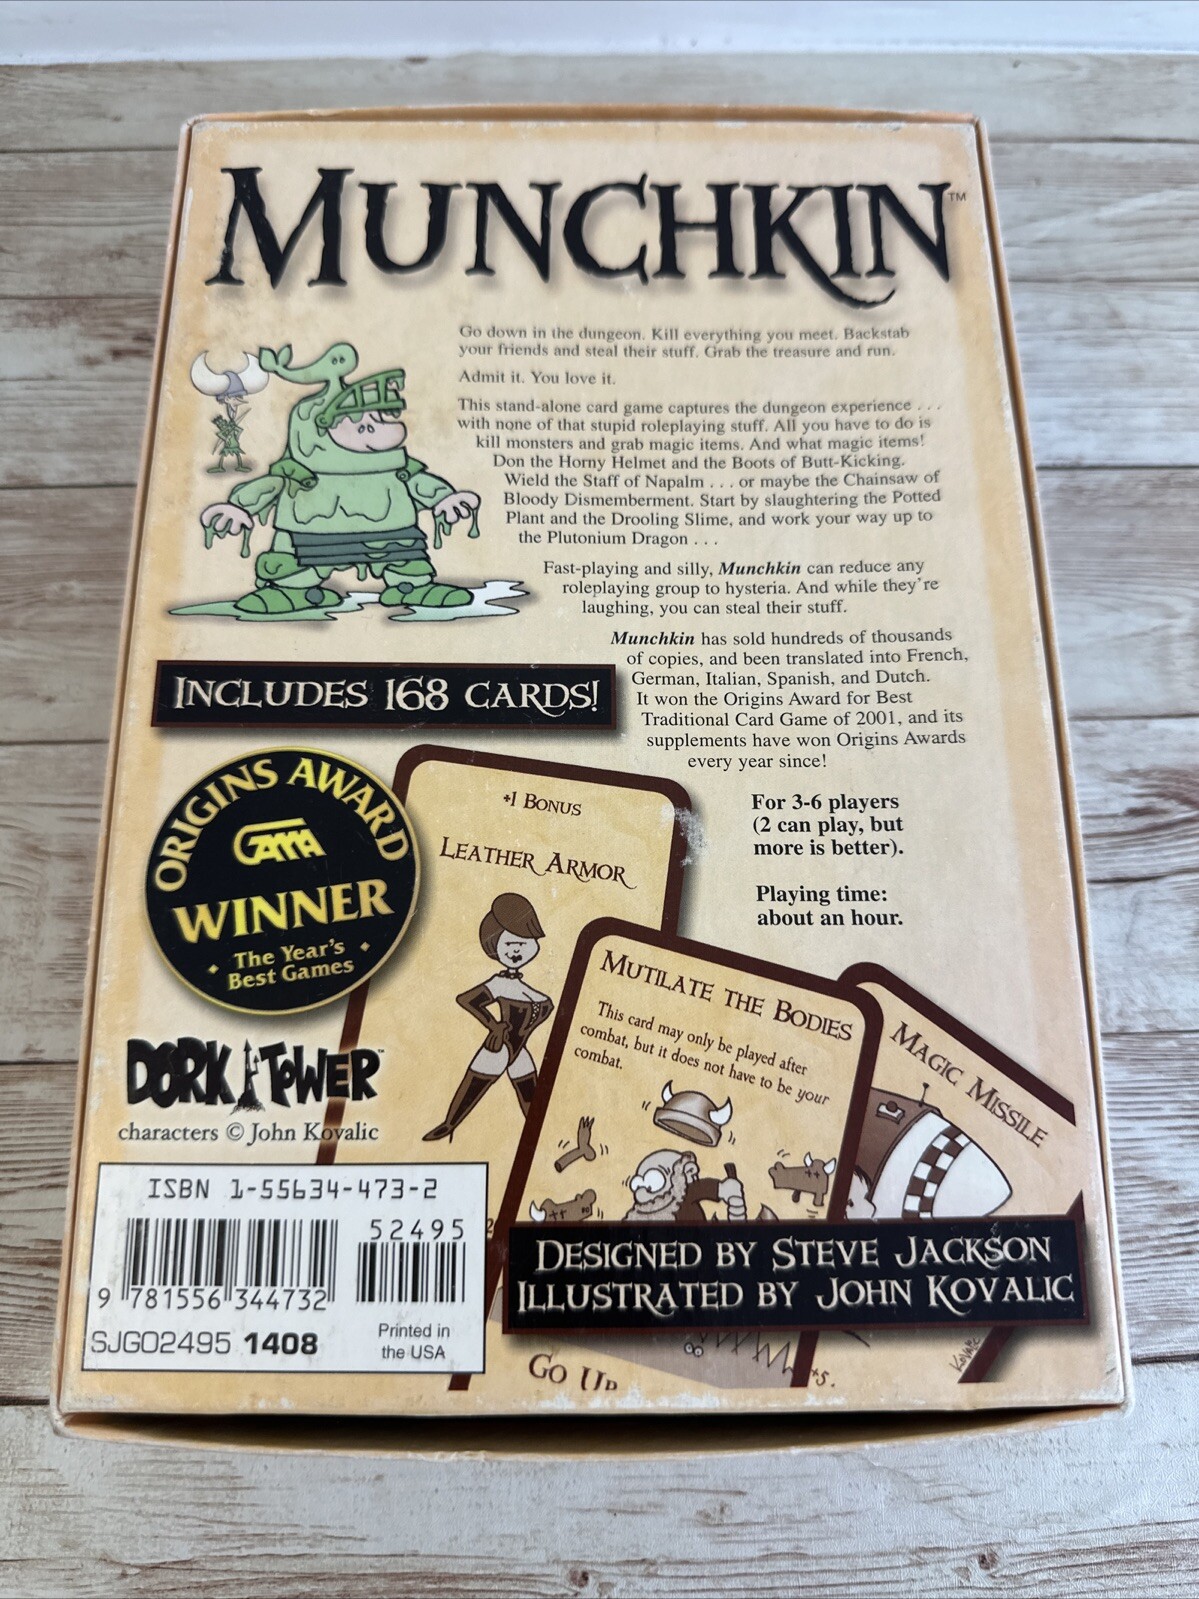 MUNCHKIN™
Go down in the dungeon. Kill everything you meet. Backstab
your friends and steal their stuff. Grab the treasure and run.
Admit it. You love it.
This stand-alone card game captures the dungeon experience . . .
with none of that stupid roleplaying stuff. All you have to do is
kill monsters and grab magic items. And what magic items!
Don the Horny Helmet and the Boots of Butt-Kicking.
Wield the Staff of Napalm . . . or maybe the Chainsaw of
Bloody Dismemberment. Start by slaughtering the Potted
Plant and the Drooling Slime, and work your way up to
the Plutonium Dragon . . .
Fast-playing and silly, Munchkin can reduce any
roleplaying group to hysteria. And while they're
laughing, you can steal their stuff.
Munchkin has sold hundreds of thousands
of copies, and been translated into French,
German, Italian, Spanish, and Dutch.
It won the Origins Award for Best
Traditional Card Game of 2001, and its
supplements have won Origins Awards
every year since!
INCLUDES 168 CARDS!
For 3-6 players
(2 can play, but
more is better).
Playing time:
about an hour.
ORIGINS AWARD
GAMA
WINNER
The Year's
Best Games
+1 BONUS
LEATHER ARMOR
MUTILATE THE BODIES
This card may only be played after
combat, but it does not have to be your
combat.
MAGIC MISSILE
DORK TOWER™
characters © John Kovalic
ISBN 1-55634-473-2
52495
9 781556 344732
SJG02495 1408
Printed in
the USA
DESIGNED BY STEVE JACKSON
ILLUSTRATED BY JOHN KOVALIC
GO UP
+5.
Kovalic